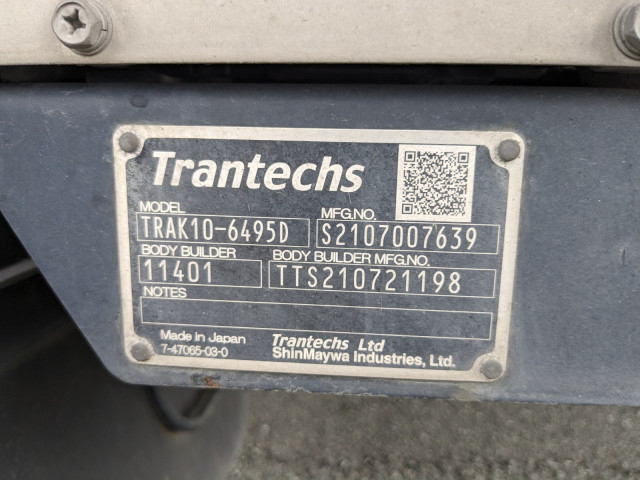 Trantechs
MODEL MFG.NO.
TRAK10-6495D S2107007639
BODY BUILDER BODY BUILDER MFG.NO.
11401 TTS210721198
NOTES
Made in Japan Trantechs Ltd
7-47065-03-0 ShinMaywa Industries, Ltd.